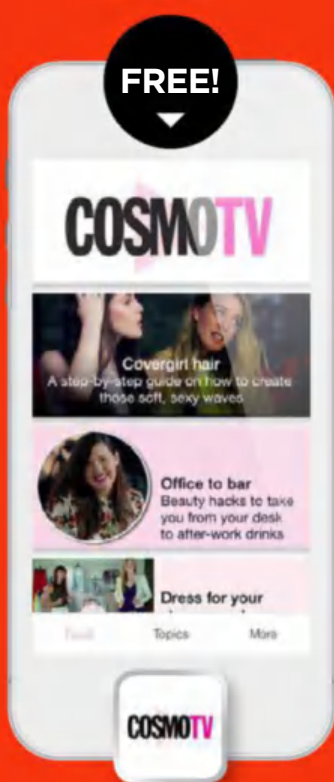 FREE!
COSMOTV
Covergirl hair
A step-by-step guide on how to create
those soft, sexy waves
Office to bar
Beauty hacks to take
you from your desk
to after-work drinks
Dress for your
Topics
More
COSMOTV